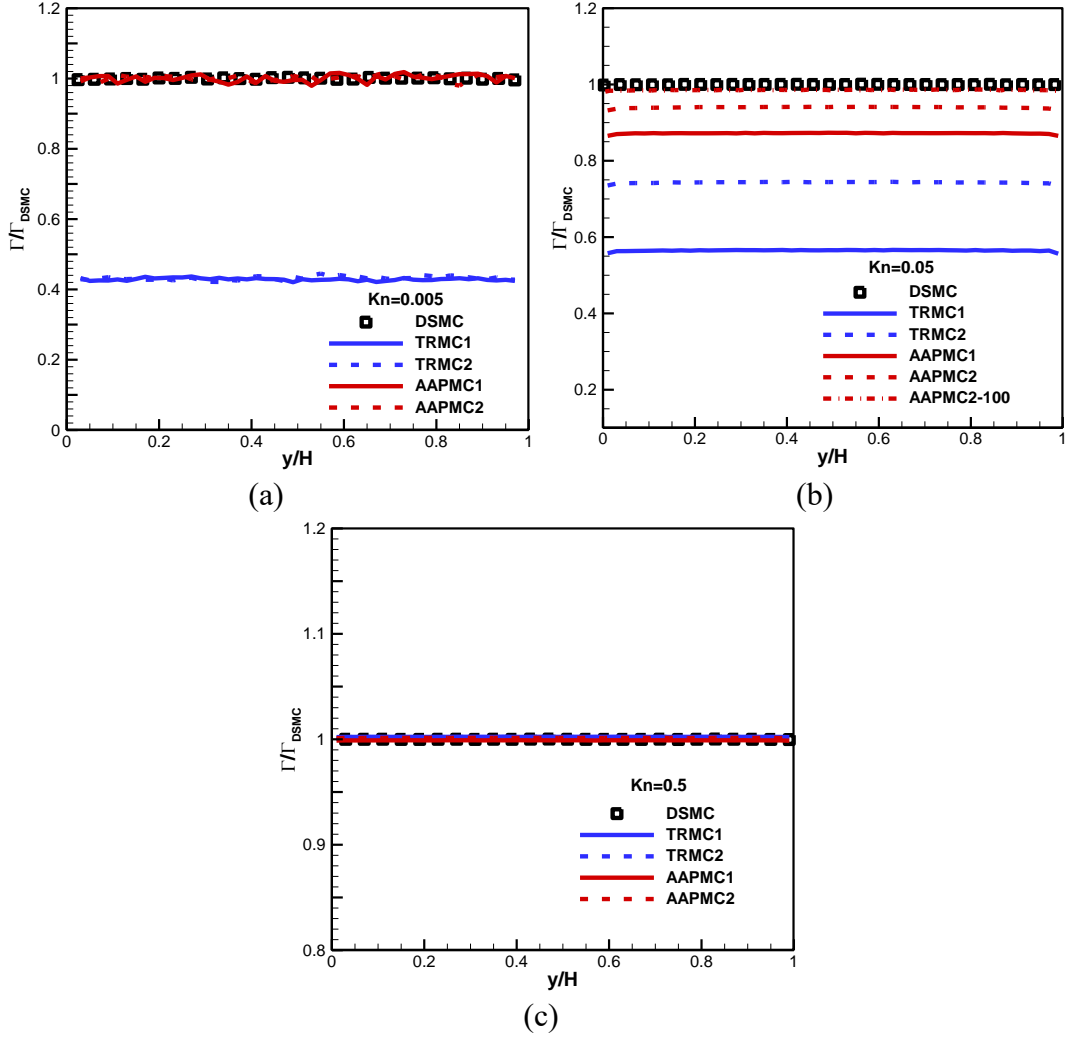 1.2
1
0.8
0.6
0.4
0.2
0
Γ/Γ_DSMC
Kn=0.005
DSMC
TRMC1
TRMC2
AAPMC1
AAPMC2
0 0.2 0.4 0.6 0.8 1
y/H
(a)
1.2
1
0.8
0.6
0.4
0.2
Γ/Γ_DSMC
Kn=0.05
DSMC
TRMC1
TRMC2
AAPMC1
AAPMC2
AAPMC2-100
0 0.2 0.4 0.6 0.8 1
y/H
(b)
1.2
1.1
1
0.9
0.8
Γ/Γ_DSMC
Kn=0.5
DSMC
TRMC1
TRMC2
AAPMC1
AAPMC2
0 0.2 0.4 0.6 0.8 1
y/H
(c)